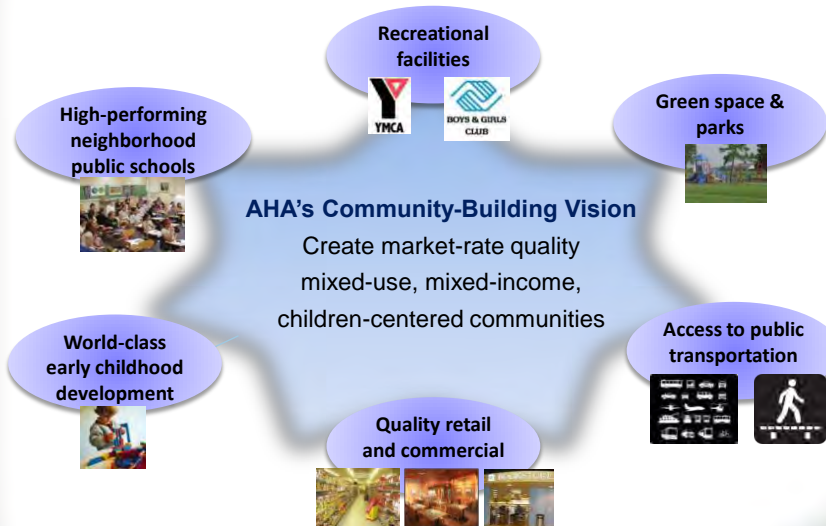 Recreational
facilities
YMCA
BOYS & GIRLS
CLUB
High-performing
neighborhood
public schools
Green space &
parks
AHA's Community-Building Vision
Create market-rate quality
mixed-use, mixed-income,
children-centered communities
World-class
early childhood
development
Access to public
transportation
Quality retail
and commercial